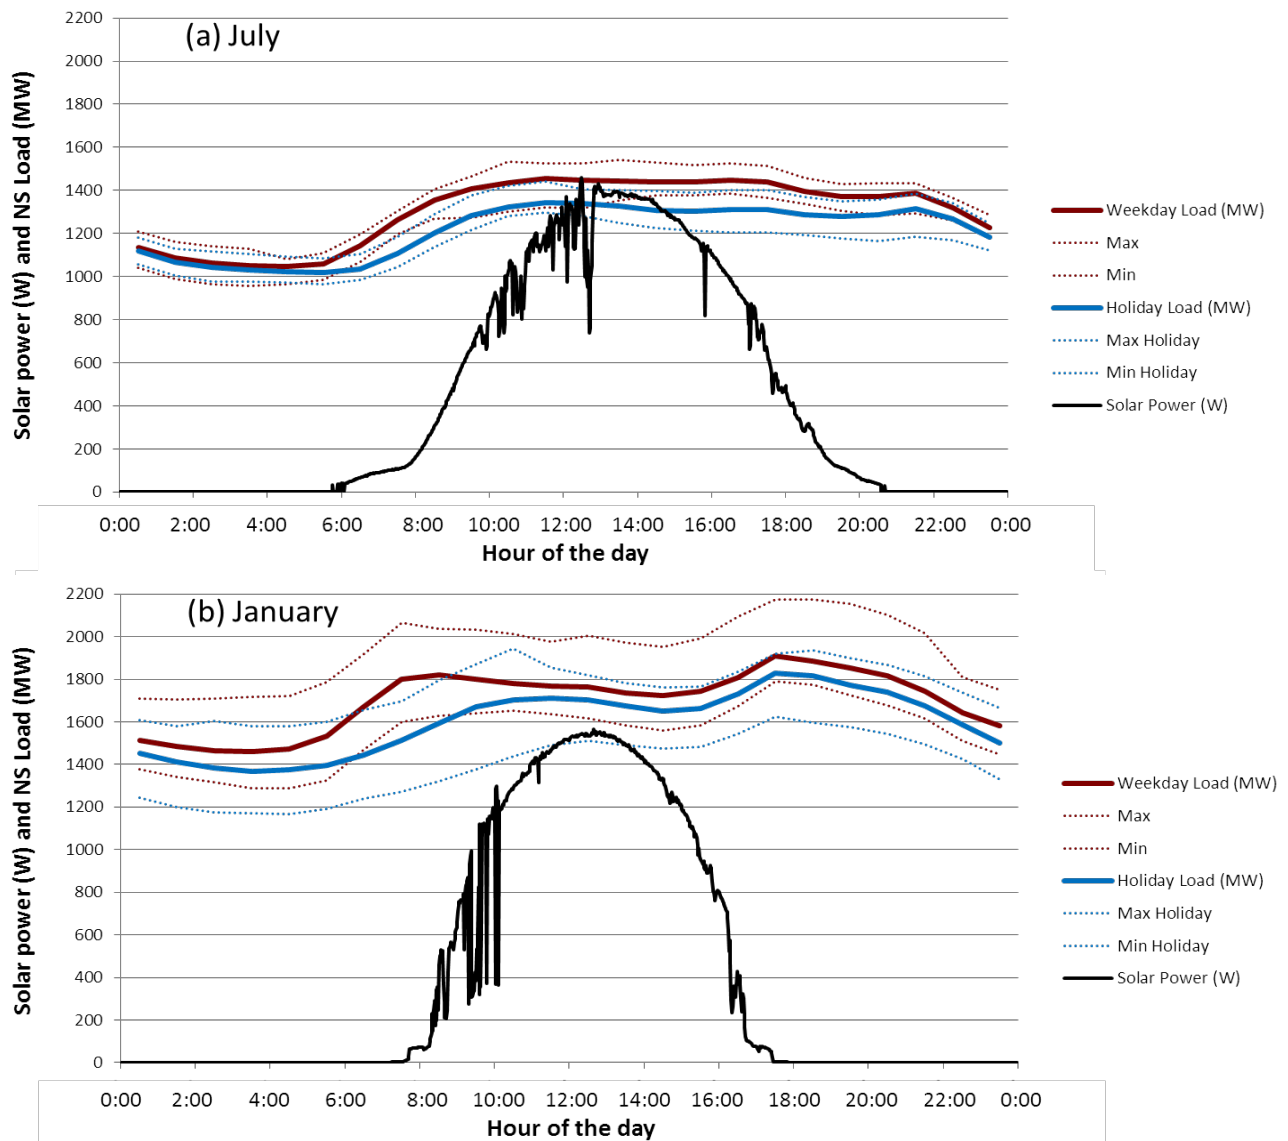 (a) July
Solar power (W) and NS Load (MW)
2200
2000
1800
1600
1400
1200
1000
800
600
400
200
0
0:00 2:00 4:00 6:00 8:00 10:00 12:00 14:00 16:00 18:00 20:00 22:00 0:00
Hour of the day
Weekday Load (MW)
Max
Min
Holiday Load (MW)
Max Holiday
Min Holiday
Solar Power (W)
(b) January
Solar power (W) and NS Load (MW)
2200
2000
1800
1600
1400
1200
1000
800
600
400
200
0
0:00 2:00 4:00 6:00 8:00 10:00 12:00 14:00 16:00 18:00 20:00 22:00 0:00
Hour of the day
Weekday Load (MW)
Max
Min
Holiday Load (MW)
Max Holiday
Min Holiday
Solar Power (W)